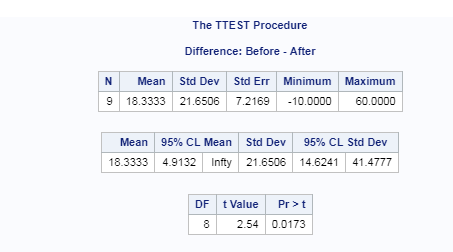 The TTEST Procedure
Difference: Before - After
N Mean Std Dev Std Err Minimum Maximum
9 18.3333 21.6506 7.2169 -10.0000 60.0000
Mean 95% CL Mean Std Dev 95% CL Std Dev
18.3333 4.9132 Infty 21.6506 14.6241 41.4777
DF t Value Pr > t
8 2.54 0.0173